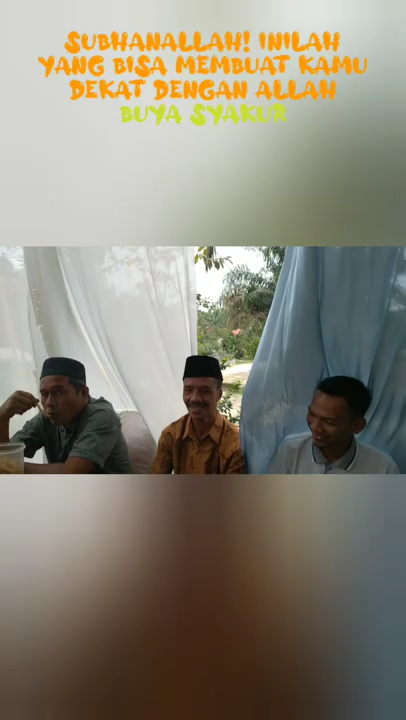 SUBHANALLAH! INILAH
YANG BISA MEMBUAT KAMU
DEKAT DENGAN ALLAH
BUYA SYAKUR